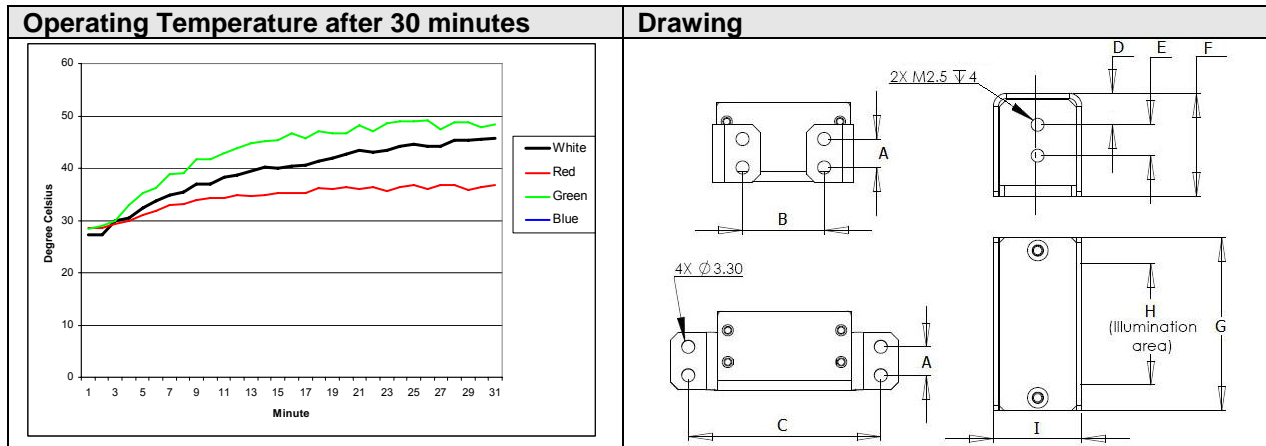 Operating Temperature after 30 minutes
Drawing
60
50
40
30
20
10
0
Degree Celsius
1 3 5 7 9 11 13 15 17 19 21 23 25 27 29 31
Minute
White
Red
Green
Blue
2X M2.5 ↧ 4
D
E
F
A
B
4X Ø3.30
A
C
H
(Illumination
area)
G
I